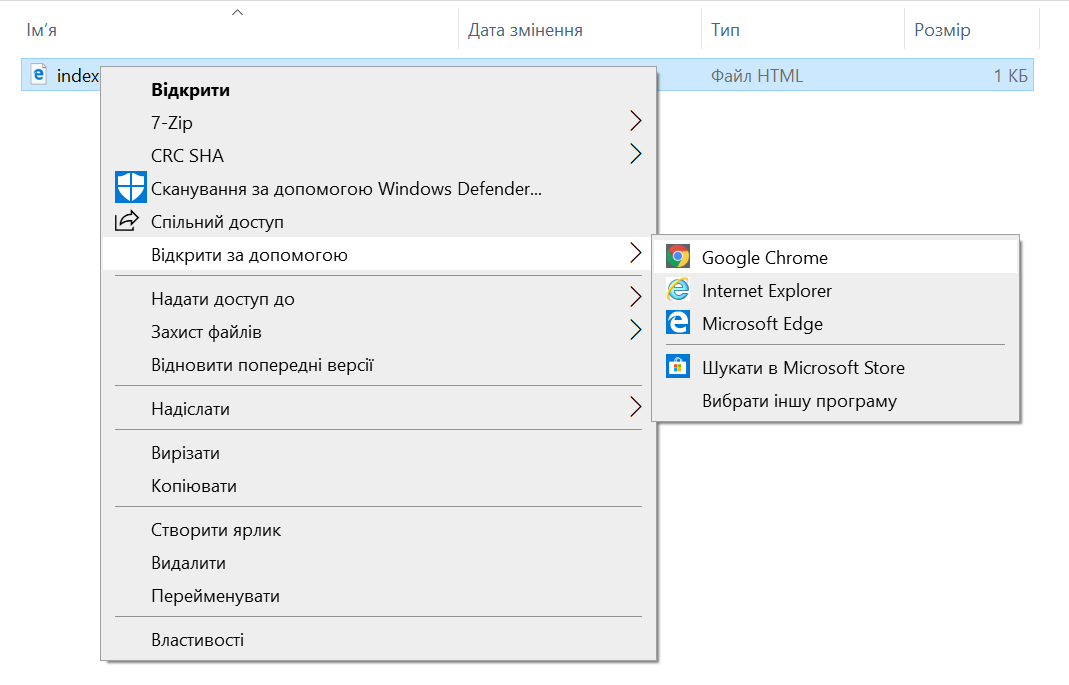 Ім’я Дата змінення Тип Розмір
index Файл HTML 1 КБ
Відкрити
7-Zip
CRC SHA
Сканування за допомогою Windows Defender...
Спільний доступ
Відкрити за допомогою
Надати доступ до
Захист файлів
Відновити попередні версії
Надіслати
Вирізати
Копіювати
Створити ярлик
Видалити
Перейменувати
Властивості
Google Chrome
Internet Explorer
Microsoft Edge
Шукати в Microsoft Store
Вибрати іншу програму